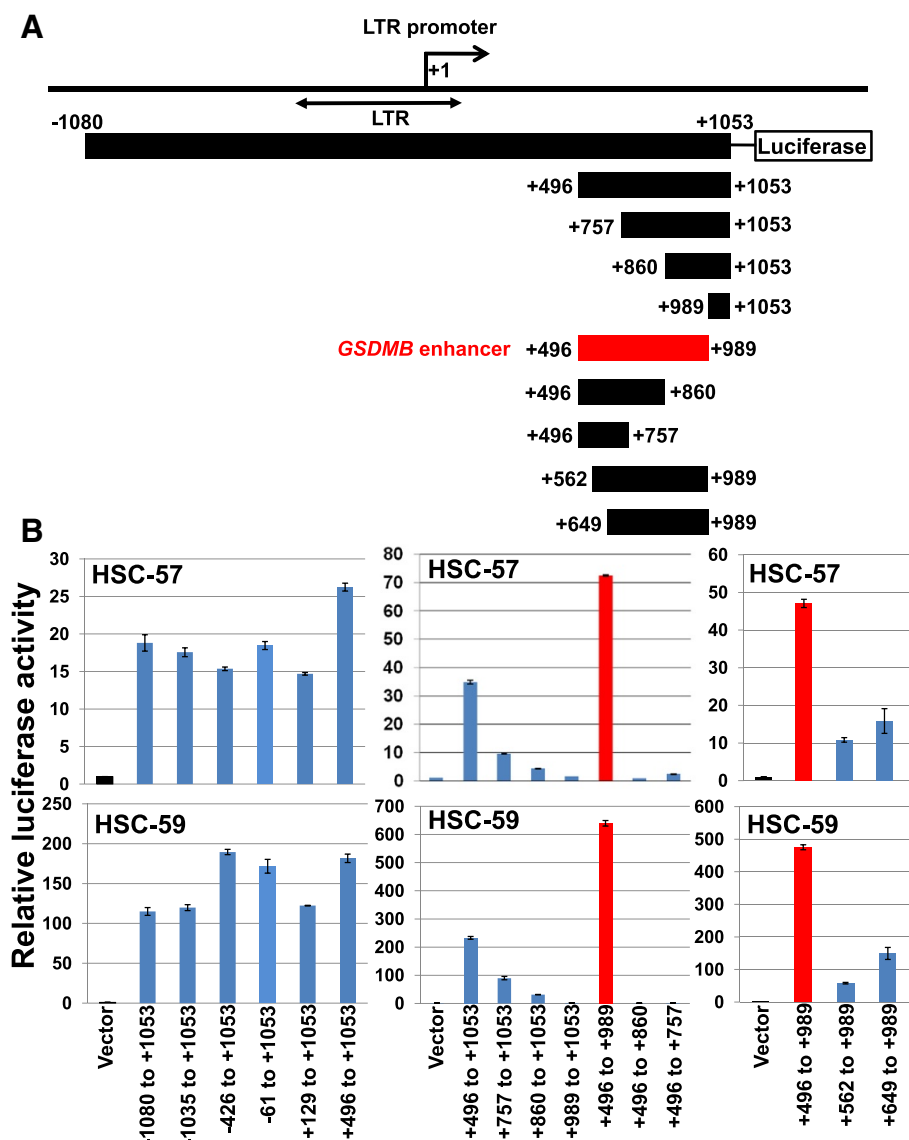 A
LTR promoter
+1
LTR
-1080
+1053
Luciferase
+496
+1053
+757
+1053
+860
+1053
+989
+1053
GSDMB enhancer
+496
+989
+496
+860
+496
+757
+562
+989
+649
+989
B
Relative luciferase activity
HSC-57
30
25
20
15
10
5
0
HSC-57
80
70
60
50
40
30
20
10
0
HSC-57
60
50
40
30
20
10
0
HSC-59
250
200
150
100
50
0
HSC-59
700
600
500
400
300
200
100
0
HSC-59
600
500
400
300
200
100
0
Vector
-1080 to +1053
-1035 to +1053
-426 to +1053
-61 to +1053
+129 to +1053
+496 to +1053
Vector
+496 to +1053
+757 to +1053
+860 to +1053
+989 to +1053
+496 to +989
+496 to +860
+496 to +757
Vector
+496 to +989
+562 to +989
+649 to +989